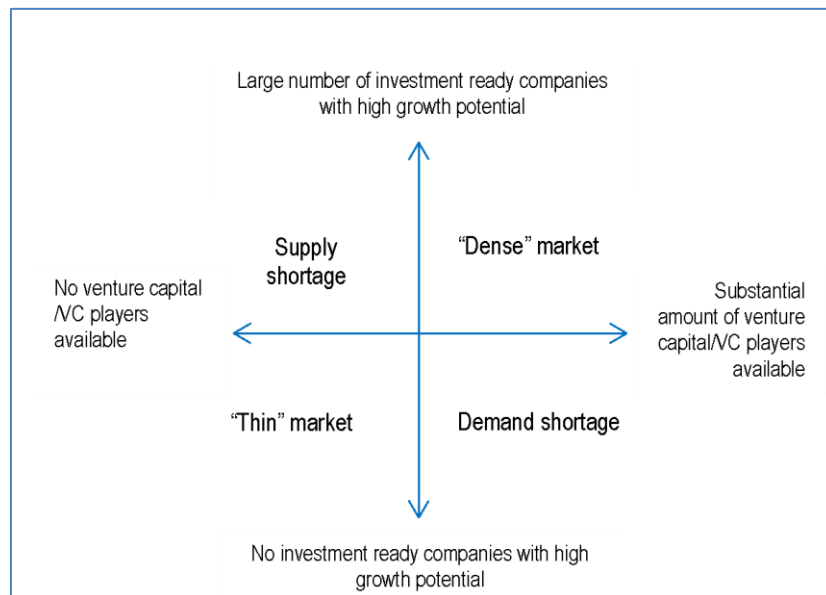 Large number of investment ready companies
with high growth potential
Supply
shortage
“Dense” market
No venture capital
/VC players
available
Substantial
amount of venture
capital/VC players
available
“Thin” market
Demand shortage
No investment ready companies with high
growth potential